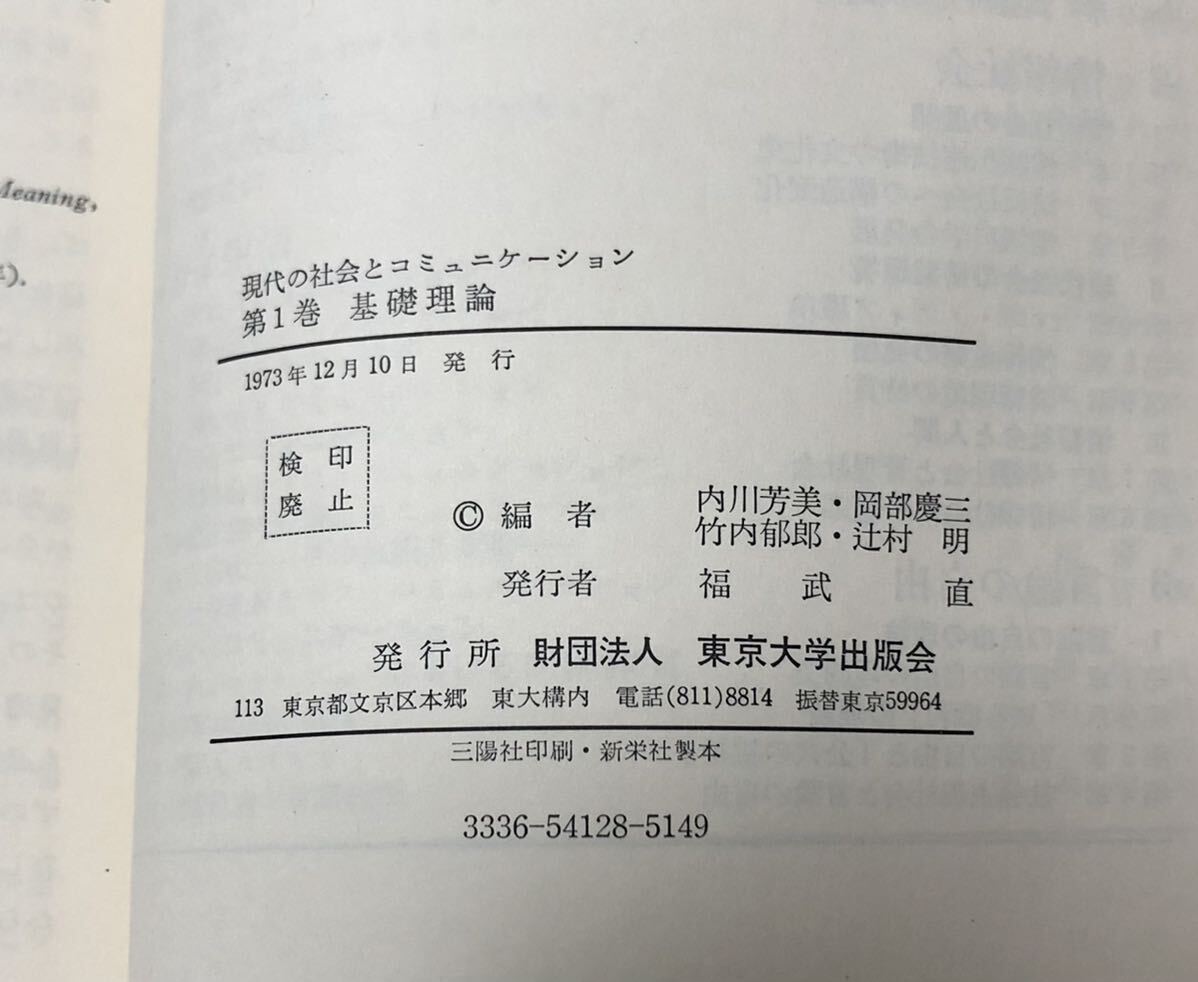 Meaning,
現代の社会とコミュニケーション
第1巻 基礎理論
1973年12月10日 発行
検印
廃止
© 編者 内川芳美・岡部慶三
竹内郁郎・辻村 明
発行者 福武直
発行所 財団法人 東京大学出版会
113 東京都文京区本郷 東大構内 電話(811)8814 振替東京59964
三陽社印刷・新栄社製本
3336-54128-5149